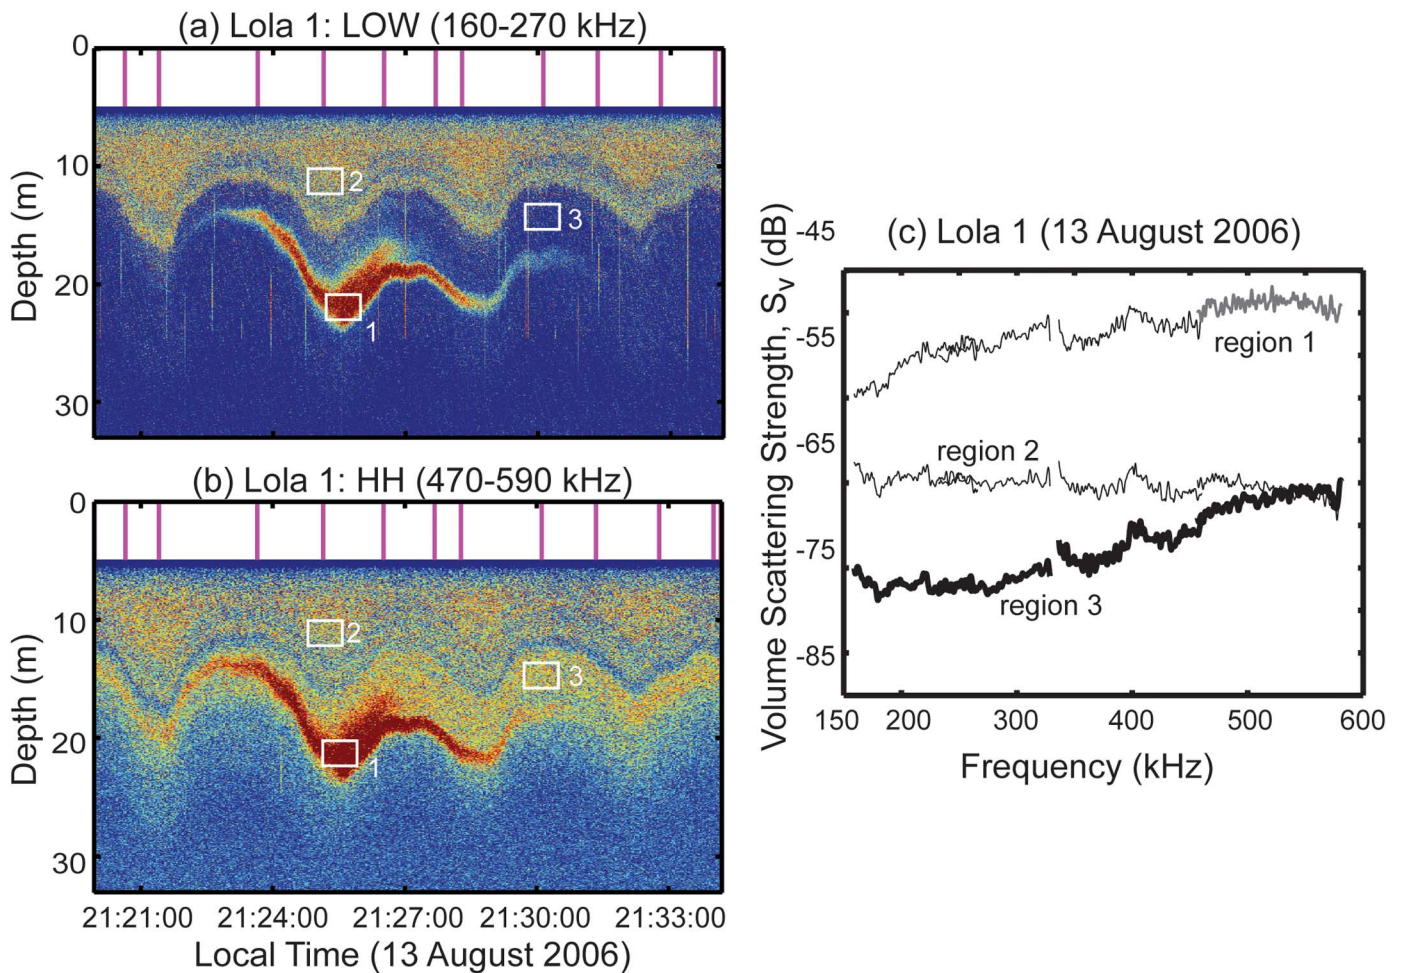 (a) Lola 1: LOW (160-270 kHz)
0
10
20
30
Depth (m)
2
3
1
(b) Lola 1: HH (470-590 kHz)
0
10
20
30
Depth (m)
2
3
1
21:21:00 21:24:00 21:27:00 21:30:00 21:33:00
Local Time (13 August 2006)
(c) Lola 1 (13 August 2006)
Volume Scattering Strength, Sv (dB)
-45
-55
-65
-75
-85
region 1
region 2
region 3
150 200 300 400 500 600
Frequency (kHz)